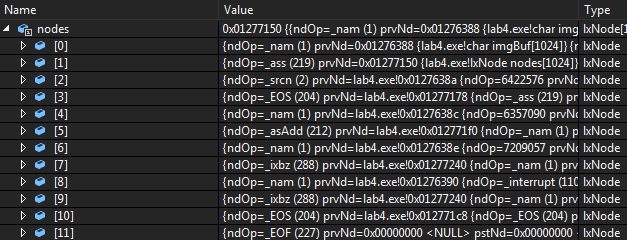 Name Value Type
nodes 0x01277150 {{ndOp=_nam (1) prvNd=0x01276388 {lab4.exe!char imgBuf[1024]} {n lxNode[1
[0] {ndOp=_nam (1) prvNd=0x01276388 {lab4.exe!char imgBuf[1024]} {r lxNode
[1] {ndOp=_ass (219) prvNd=0x01277150 {lab4.exe!lxNode nodes[1024]} lxNode
[2] {ndOp=_srcn (2) prvNd=lab4.exe!0x0127638a {ndOp=6422576 prvNd= lxNode
[3] {ndOp=_EOS (204) prvNd=lab4.exe!0x01277178 {ndOp=_ass (219) pr lxNode
[4] {ndOp=_nam (1) prvNd=lab4.exe!0x0127638c {ndOp=6357090 prvNd= lxNode
[5] {ndOp=_asAdd (212) prvNd=lab4.exe!0x012771f0 {ndOp=_nam (1) p lxNode
[6] {ndOp=_nam (1) prvNd=lab4.exe!0x0127638e {ndOp=7209057 prvNd= lxNode
[7] {ndOp=_ixbz (288) prvNd=lab4.exe!0x01277240 {ndOp=_nam (1) pr lxNode
[8] {ndOp=_nam (1) prvNd=lab4.exe!0x01276390 {ndOp=_interrupt (110 lxNode
[9] {ndOp=_ixbz (288) prvNd=lab4.exe!0x01277240 {ndOp=_nam (1) pr lxNode
[10] {ndOp=_EOS (204) prvNd=lab4.exe!0x012771c8 {ndOp=_EOS (204) p lxNode
[11] {ndOp=_EOF (227) prvNd=0x00000000 <NULL> pstNd=0x00000000 < lxNode